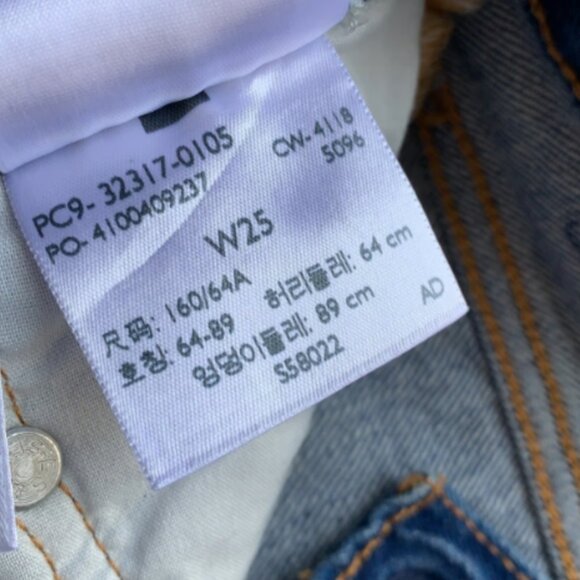 PC9- 32317-0105
PO- 4100409237
CW- 4118
5096
W25
尺码: 160/64A
호칭: 64-89
허리둘레: 64 cm
엉덩이둘레: 89 cm
S58022
AD